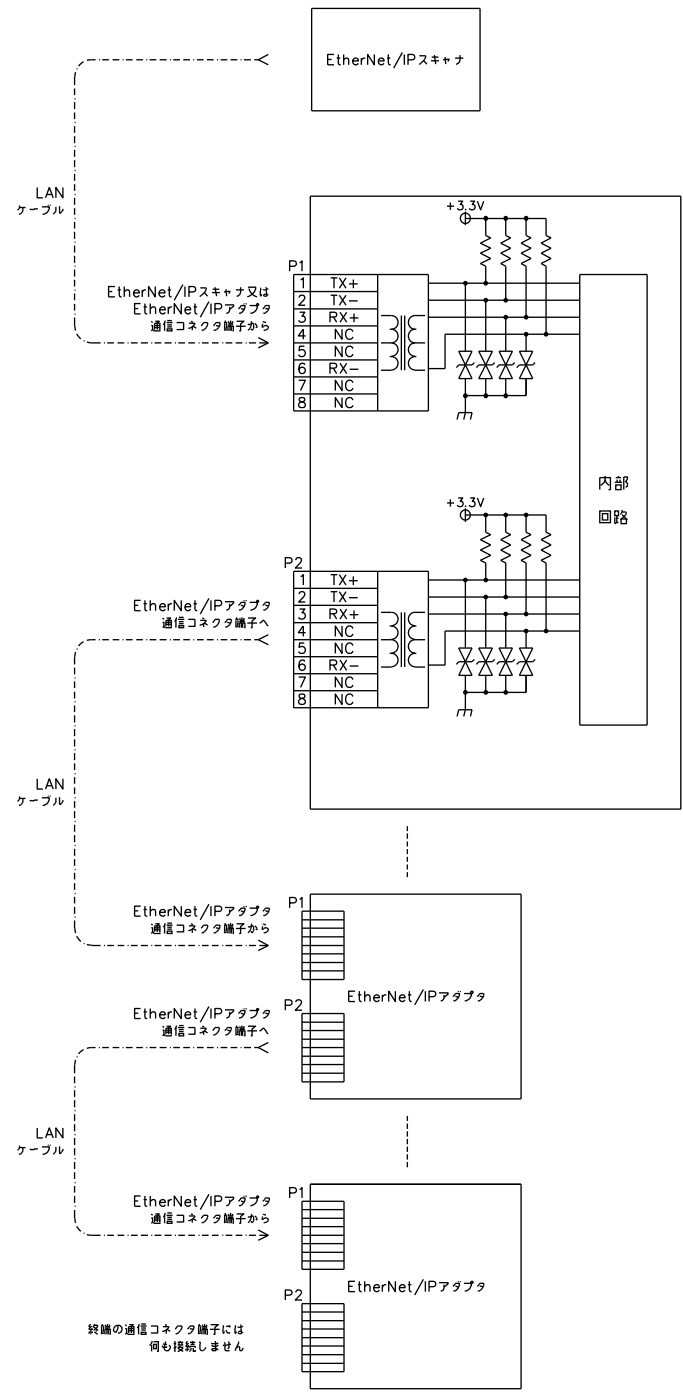 EtherNet/IPスキャナ
LAN
ケーブル
+3.3V
P1
EtherNet/IPスキャナ又は
EtherNet/IPアダプタ
通信コネクタ端子から
1 TX+
2 TX-
3 RX+
4 NC
5 NC
6 RX-
7 NC
8 NC
内部
回路
+3.3V
P2
EtherNet/IPアダプタ
通信コネクタ端子へ
1 TX+
2 TX-
3 RX+
4 NC
5 NC
6 RX-
7 NC
8 NC
LAN
ケーブル
P1
EtherNet/IPアダプタ
通信コネクタ端子から
EtherNet/IPアダプタ
P2
EtherNet/IPアダプタ
通信コネクタ端子へ
LAN
ケーブル
P1
EtherNet/IPアダプタ
通信コネクタ端子から
EtherNet/IPアダプタ
P2
終端の通信コネクタ端子には
何も接続しません